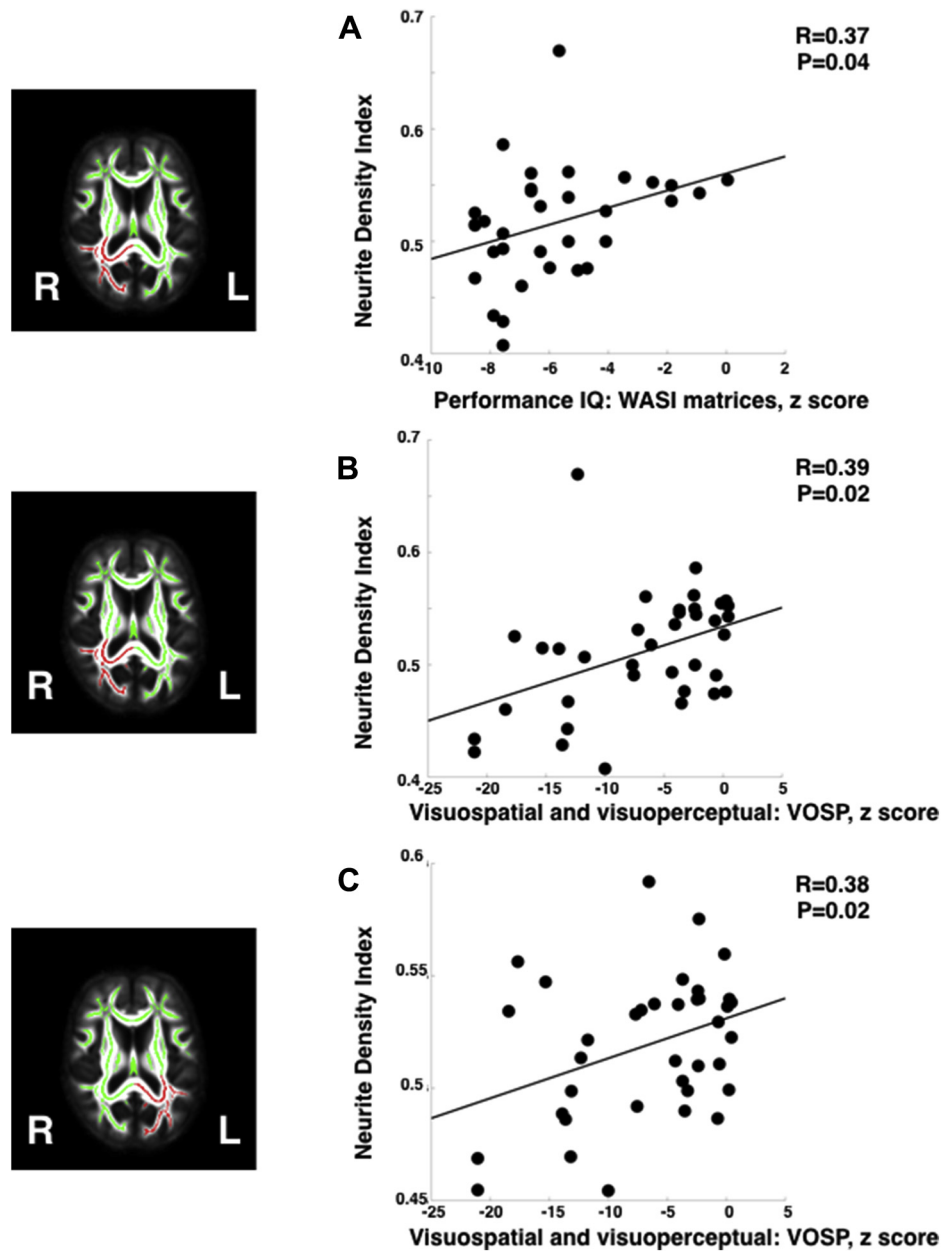 A
R=0.37
P=0.04
Neurite Density Index
0.7
0.6
0.5
0.4
-10 -8 -6 -4 -2 0 2
Performance IQ: WASI matrices, z score
R L
B
R=0.39
P=0.02
Neurite Density Index
0.7
0.6
0.5
0.4
-25 -20 -15 -10 -5 0 5
Visuospatial and visuoperceptual: VOSP, z score
R L
C
R=0.38
P=0.02
Neurite Density Index
0.6
0.55
0.5
0.45
-25 -20 -15 -10 -5 0 5
Visuospatial and visuoperceptual: VOSP, z score
R L